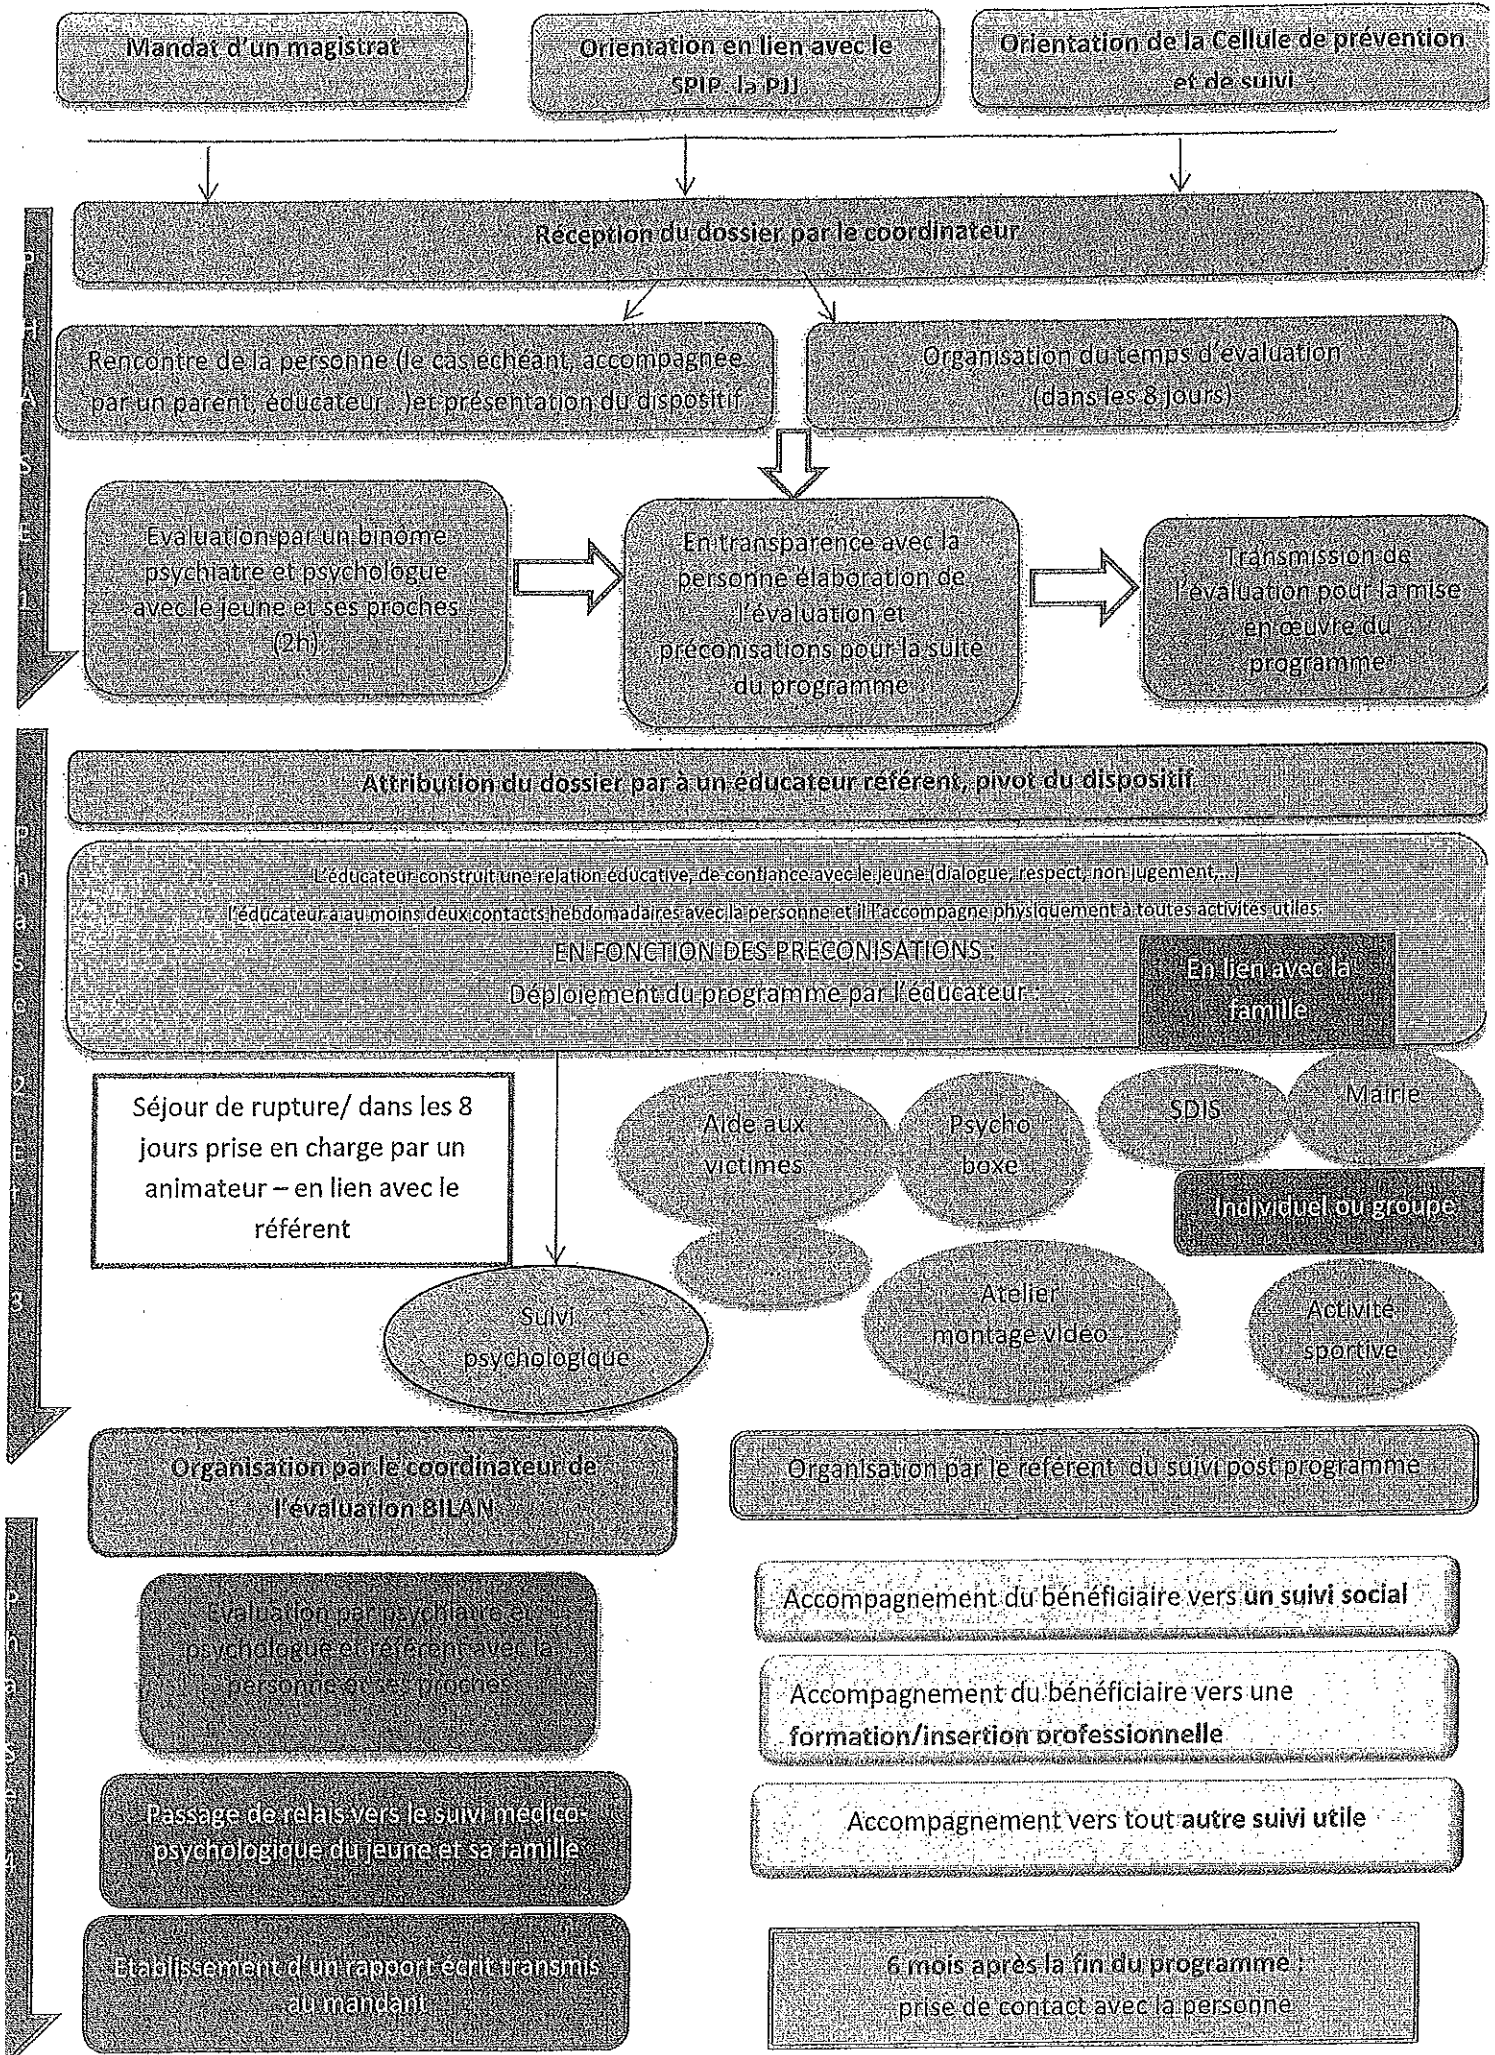 Mandat d'un magistrat
Orientation en lien avec le
SPIP. la PJJ.
Orientation de la Cellule de prévention
et de suivi
Réception du dossier par le coordinateur
PHASE 1
Rencontre de la personne (le cas échéant, accompagnée
par un parent, éducateur..)et présentation du dispositif
Organisation du temps d'évaluation
(dans les 8 jours)
Evaluation par un binôme
psychiatre et psychologue
avec le jeune et ses proches
(2h)
En transparence avec la
personne élaboration de
l'évaluation et
préconisations pour la suite
du programme
Transmission de
l'évaluation pour la mise
en œuvre du
programme
Phase 2 ET 3
Attribution du dossier par à un éducateur référent, pivot du dispositif
L'éducateur construit une relation éducative, de confiance avec le jeune (dialogue, respect, non jugement,...)
l'éducateur a au moins deux contacts hebdomadaires avec la personne et il l'accompagne physiquement à toutes activités utiles.
EN FONCTION DES PRECONISATIONS :
Déploiement du programme par l'éducateur :
En lien avec la
famille
Séjour de rupture/ dans les 8
jours prise en charge par un
animateur – en lien avec le
référent
Aide aux
victimes
Psycho
boxe
SDIS
Mairie
Individuel ou groupe
Suivi
psychologique
Atelier
montage vidéo
Activité
sportive
Organisation par le coordinateur de
l'évaluation BILAN
Organisation par le référent du suivi post programme
Phase 4
Evaluation par psychiatre et
psychologue et référent avec la
personne et ses proches
Accompagnement du bénéficiaire vers un suivi social
Accompagnement du bénéficiaire vers une
formation/insertion professionnelle
Passage de relais vers le suivi médico-
psychologique du jeune et sa famille
Accompagnement vers tout autre suivi utile
Etablissement d'un rapport écrit transmis
au mandant
6 mois après la fin du programme :
prise de contact avec la personne